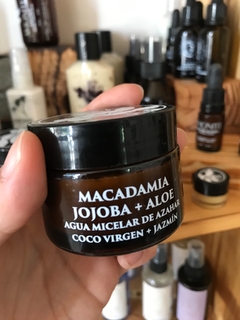 MACADAMIA
JOJOBA + ALOE
AGUA MICELAR DE AZAHAR
COCO VIRGEN + JAZMÍN